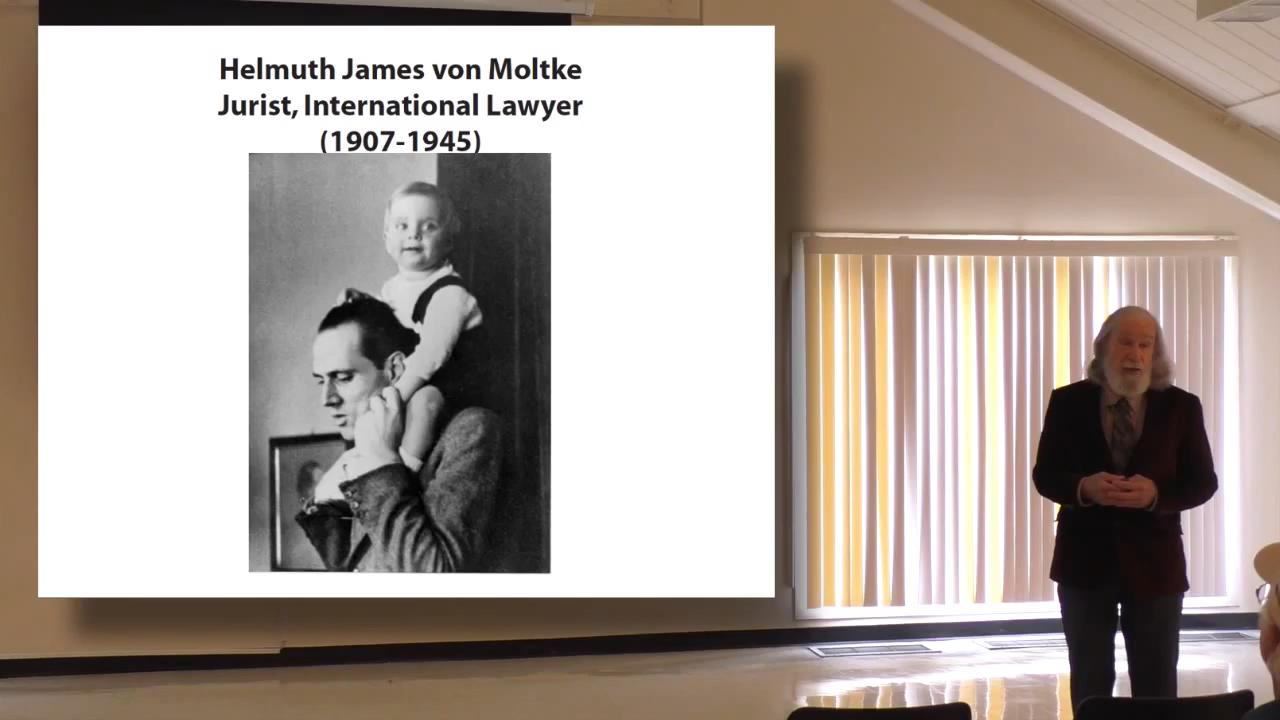 Helmuth James von Moltke
Jurist, International Lawyer
(1907-1945)